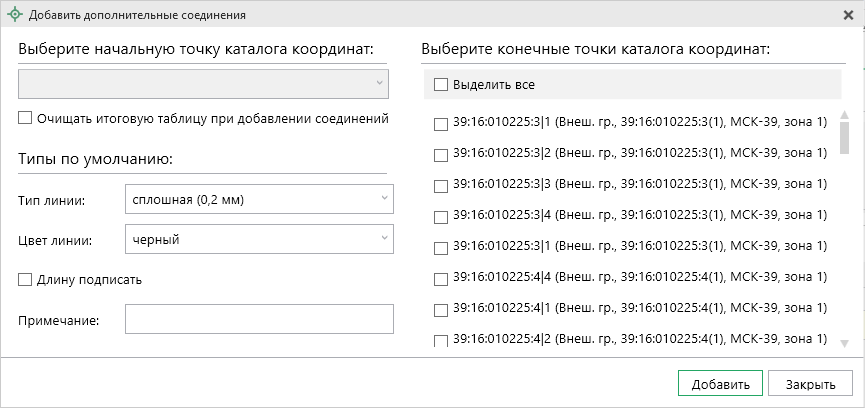 Добавить дополнительные соединения
Выберите начальную точку каталога координат:
Очищать итоговую таблицу при добавлении соединений
Типы по умолчанию:
Тип линии:
сплошная (0,2 мм)
Цвет линии:
черный
Длину подписать
Примечание:
Выберите конечные точки каталога координат:
Выделить все
39:16:010225:3|1 (Внеш. гр., 39:16:010225:3(1), МСК-39, зона 1)
39:16:010225:3|2 (Внеш. гр., 39:16:010225:3(1), МСК-39, зона 1)
39:16:010225:3|3 (Внеш. гр., 39:16:010225:3(1), МСК-39, зона 1)
39:16:010225:3|4 (Внеш. гр., 39:16:010225:3(1), МСК-39, зона 1)
39:16:010225:3|1 (Внеш. гр., 39:16:010225:3(1), МСК-39, зона 1)
39:16:010225:4|4 (Внеш. гр., 39:16:010225:4(1), МСК-39, зона 1)
39:16:010225:4|1 (Внеш. гр., 39:16:010225:4(1), МСК-39, зона 1)
39:16:010225:4|2 (Внеш. гр., 39:16:010225:4(1), МСК-39, зона 1)
Добавить
Закрыть